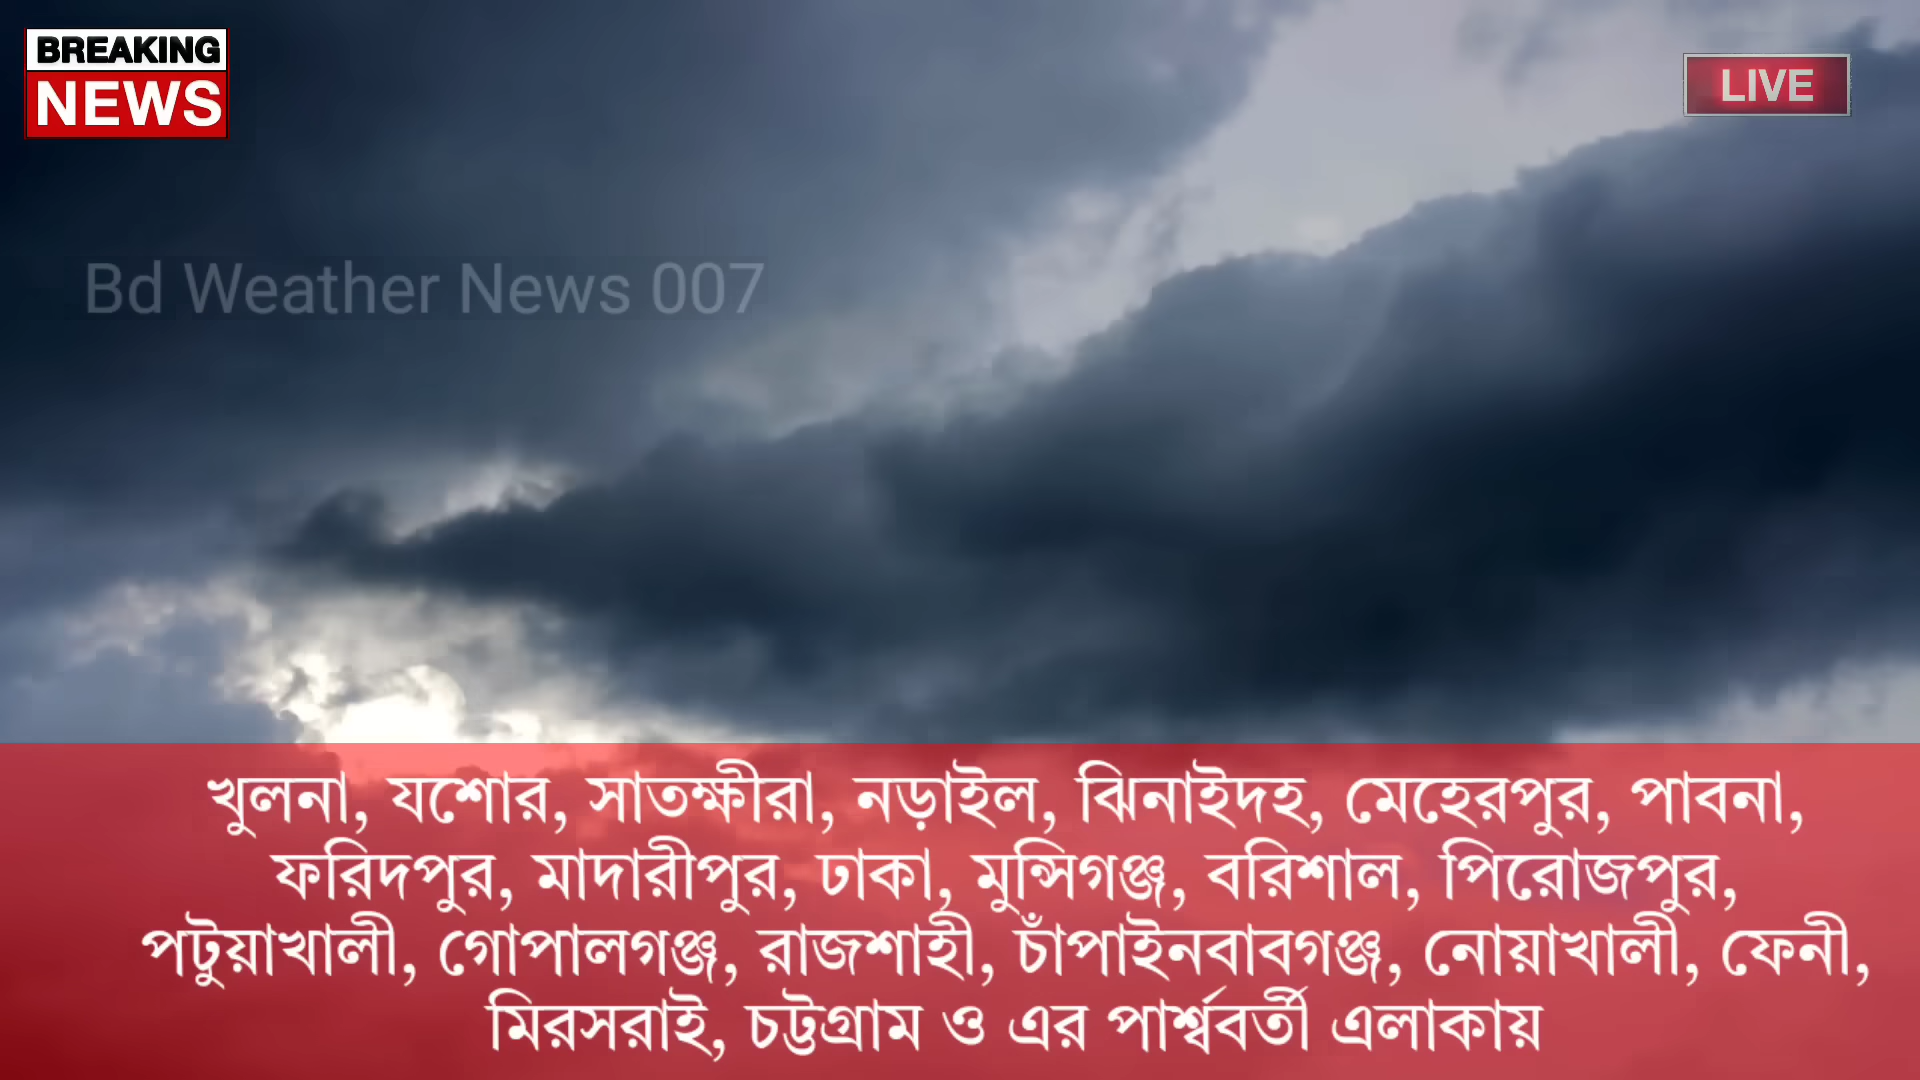 BREAKING
NEWS
LIVE
Bd Weather News 007
খুলনা, যশোর, সাতক্ষীরা, নড়াইল, ঝিনাইদহ, মেহেরপুর, পাবনা,
ফরিদপুর, মাদারীপুর, ঢাকা, মুন্সিগঞ্জ, বরিশাল, পিরোজপুর,
পটুয়াখালী, গোপালগঞ্জ, রাজশাহী, চাঁপাইনবাবগঞ্জ, নোয়াখালী, ফেনী,
মিরসরাই, চট্টগ্রাম ও এর পার্শ্ববর্তী এলাকায়